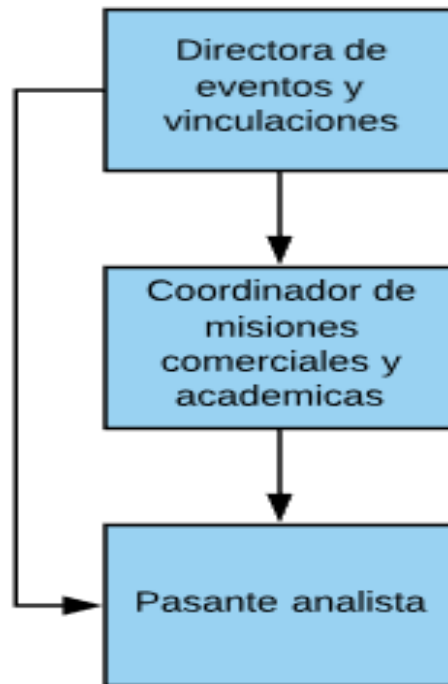 Directora de
eventos y
vinculaciones
Coordinador de
misiones
comerciales y
academicas
Pasante analista